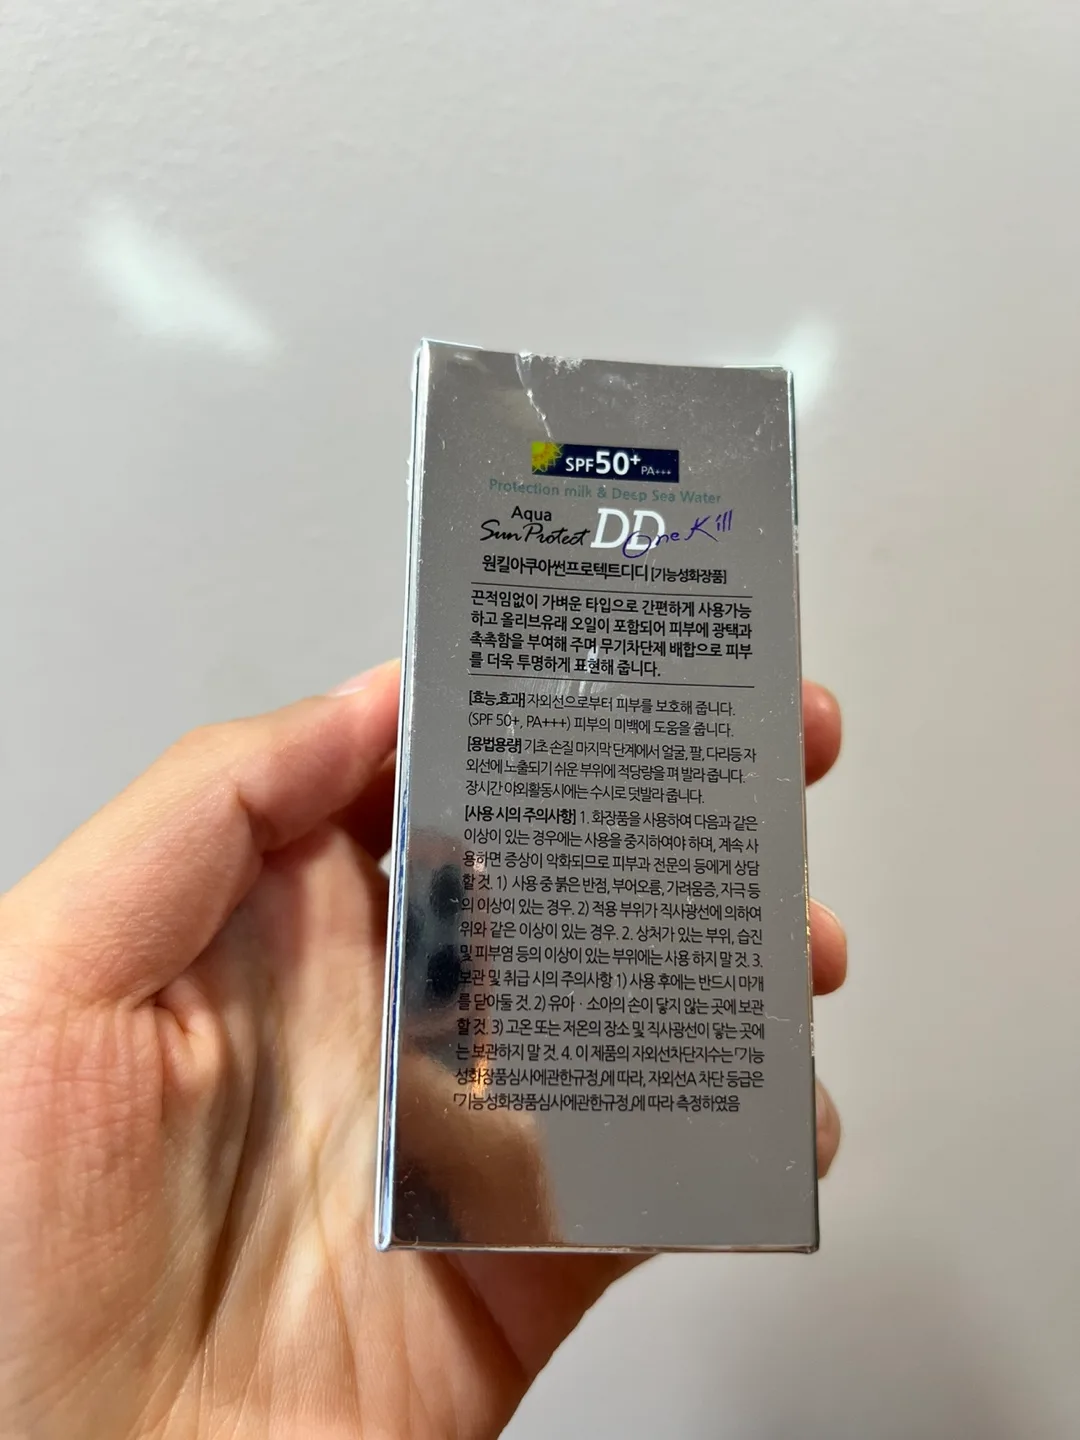 SPF50+ PA+++
Protection milk & Deep Sea Water
Aqua
Sun Protect DD One Kill
원킬아쿠아썬프로텍트디디 [기능성화장품]
끈적임없이 가벼운 타입으로 간편하게 사용가능
하고 올리브유래 오일이 포함되어 피부에 광택과
촉촉함을 부여해 주며 무기차단제 배합으로 피부
를 더욱 투명하게 표현해 줍니다.
[효능,효과] 자외선으로부터 피부를 보호해 줍니다.
(SPF 50+, PA+++) 피부의 미백에 도움을 줍니다.
[용법용량] 기초 손질 마지막 단계에서 얼굴, 팔, 다리등 자
외선에 노출되기 쉬운 부위에 적당량을 펴 발라 줍니다.
장시간 야외활동시에는 수시로 덧발라 줍니다.
[사용 시의 주의사항] 1. 화장품을 사용하여 다음과 같은
이상이 있는 경우에는 사용을 중지하여야 하며, 계속 사
용하면 증상이 악화되므로 피부과 전문의 등에게 상담
할 것. 1) 사용 중 붉은 반점, 부어오름, 가려움증, 자극 등
의 이상이 있는 경우. 2) 적용 부위가 직사광선에 의하여
위와 같은 이상이 있는 경우. 2. 상처가 있는 부위, 습진
및 피부염 등의 이상이 있는 부위에는 사용 하지 말 것. 3.
보관 및 취급 시의 주의사항 1) 사용 후에는 반드시 마개
를 닫아둘 것. 2) 유아 · 소아의 손이 닿지 않는 곳에 보관
할 것. 3) 고온 또는 저온의 장소 및 직사광선이 닿는 곳에
는 보관하지 말 것. 4. 이 제품의 자외선차단지수는「기능
성화장품심사에관한규정」에 따라, 자외선A 차단 등급은
「기능성화장품심사에관한규정」에 따라 측정하였음